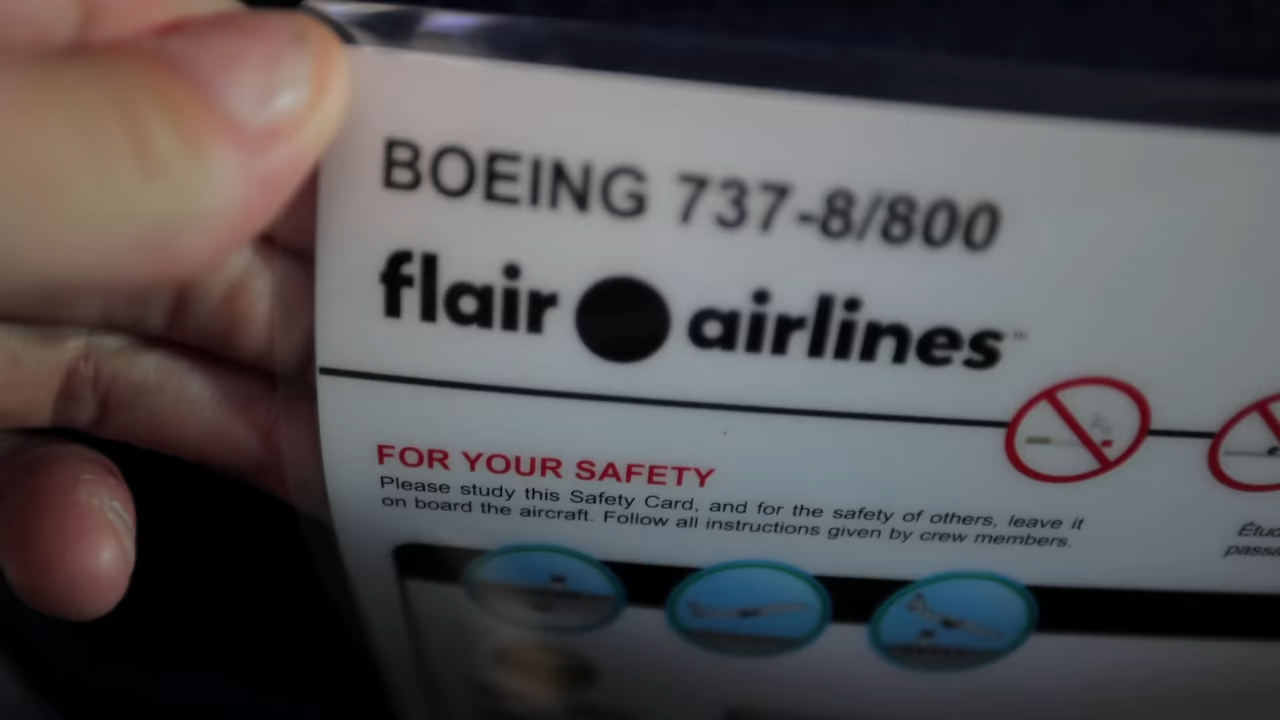 BOEING 737-8/800
flair airlines™
FOR YOUR SAFETY
Please study this Safety Card, and for the safety of others, leave it
on board the aircraft. Follow all instructions given by crew members.